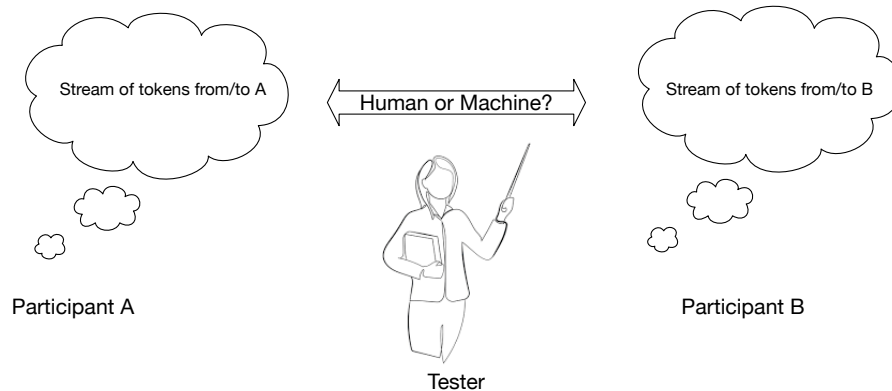 Stream of tokens from/to A
Human or Machine?
Stream of tokens from/to B
Participant A
Participant B
Tester